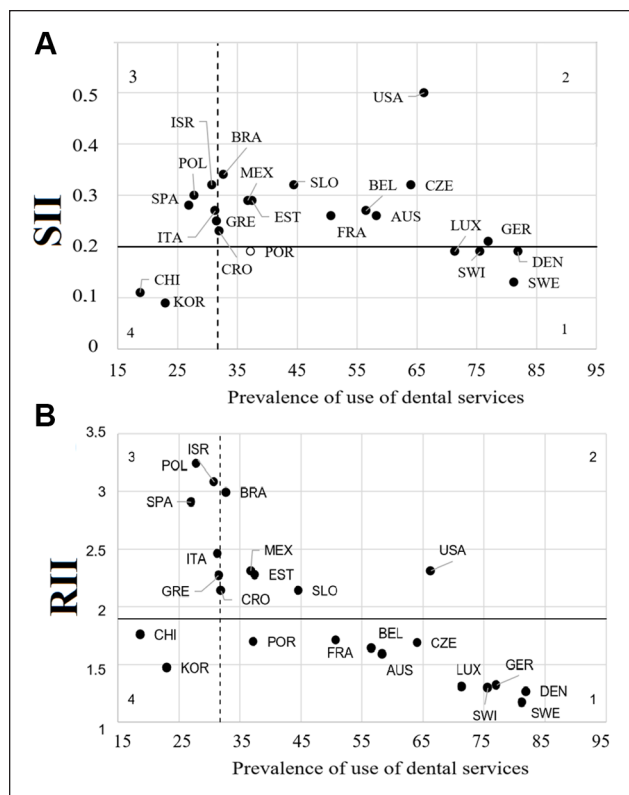 A
3
2
0.5
USA
ISR
BRA
0.4
POL
MEX
SLO
BEL
CZE
0.3
SPA
EST
AUS
ITA
GRE
FRA
LUX
GER
0.2
CRO
POR
SWI
DEN
CHI
SWE
0.1
KOR
4
1
0
15 25 35 45 55 65 75 85 95
Prevalence of use of dental services
SII
B
3.5
3
ISR
2
POL
3
BRA
SPA
2.5
ITA
MEX
USA
EST
GRE
CRO
SLO
2
CHI
POR
FRA
BEL
CZE
1.5
KOR
AUS
LUX
GER
DEN
4
SWI
SWE
1
1
15 25 35 45 55 65 75 85 95
Prevalence of use of dental services
RII